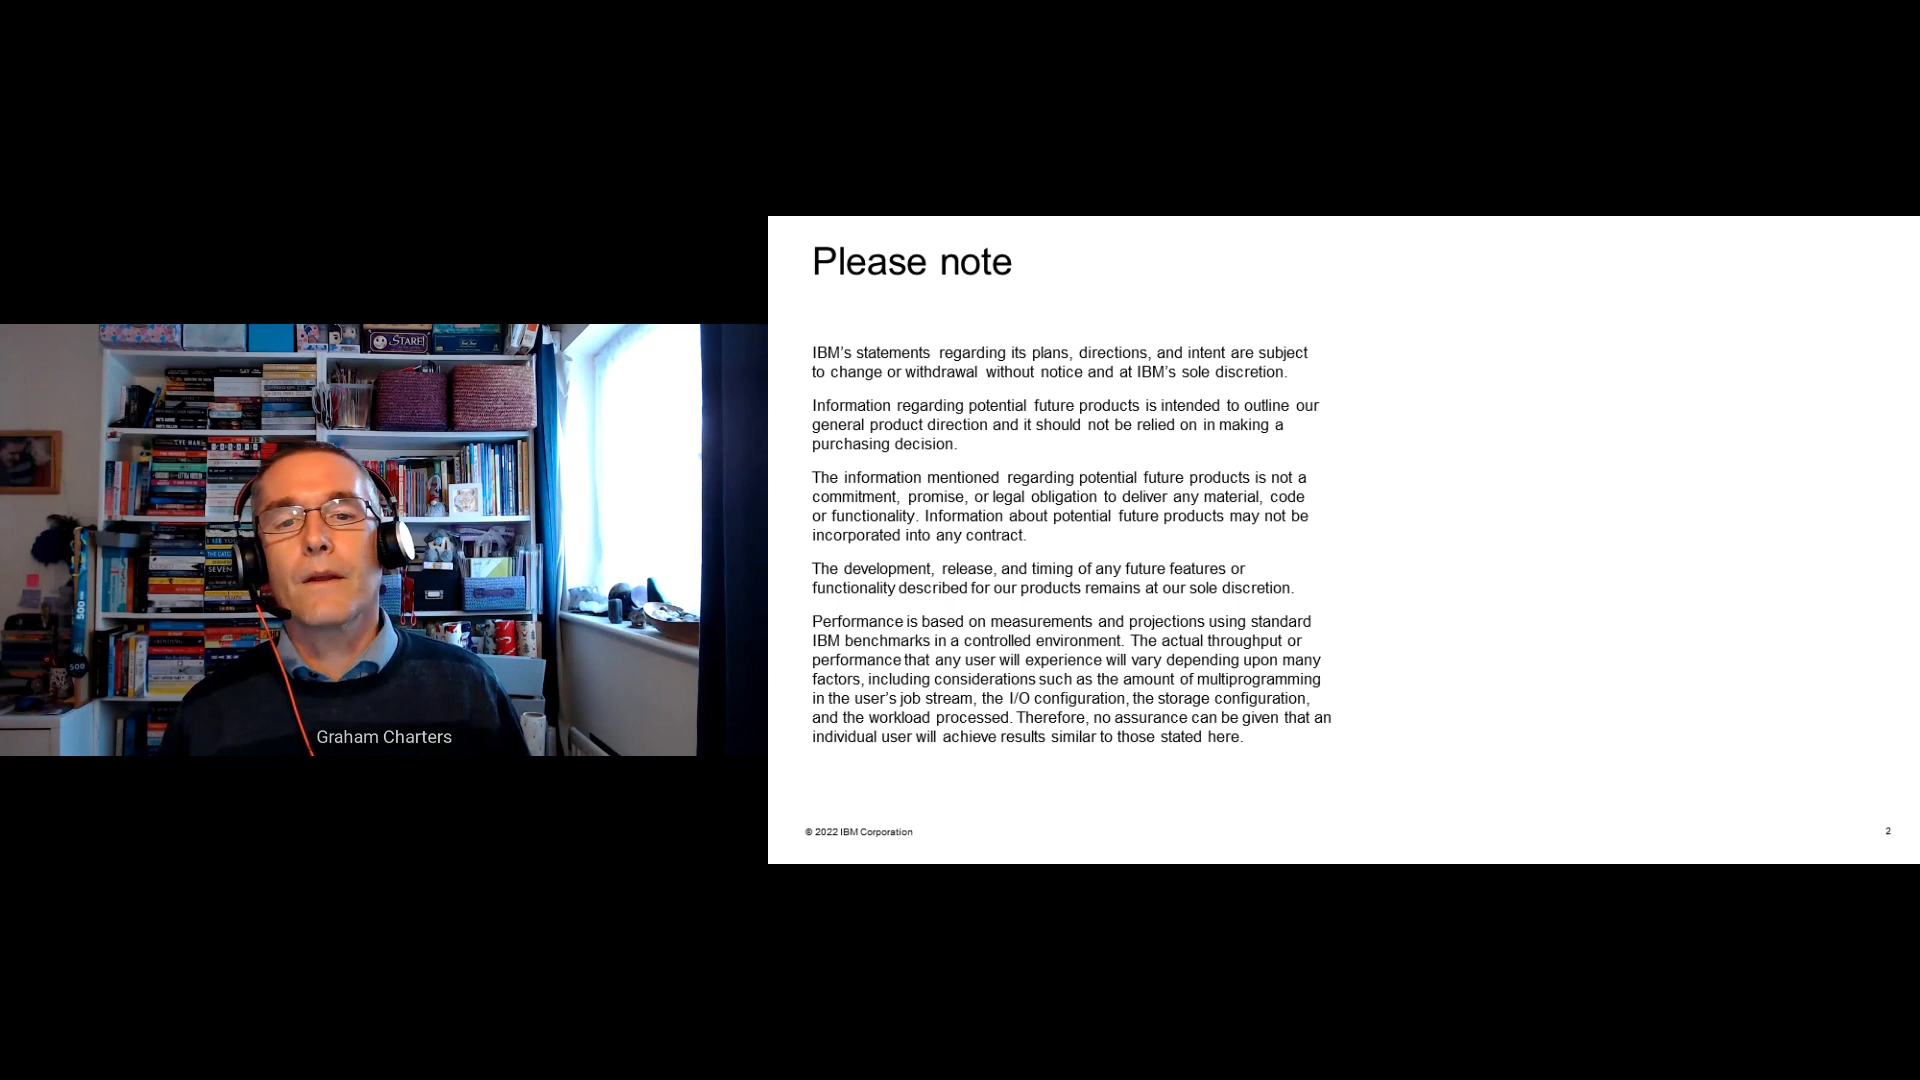 STARE!
500
500
SEVEN
Graham Charters
Please note
IBM's statements regarding its plans, directions, and intent are subject
to change or withdrawal without notice and at IBM's sole discretion.
Information regarding potential future products is intended to outline our
general product direction and it should not be relied on in making a
purchasing decision.
The information mentioned regarding potential future products is not a
commitment, promise, or legal obligation to deliver any material, code
or functionality. Information about potential future products may not be
incorporated into any contract.
The development, release, and timing of any future features or
functionality described for our products remains at our sole discretion.
Performance is based on measurements and projections using standard
IBM benchmarks in a controlled environment. The actual throughput or
performance that any user will experience will vary depending upon many
factors, including considerations such as the amount of multiprogramming
in the user's job stream, the I/O configuration, the storage configuration,
and the workload processed. Therefore, no assurance can be given that an
individual user will achieve results similar to those stated here.
© 2022 IBM Corporation
2